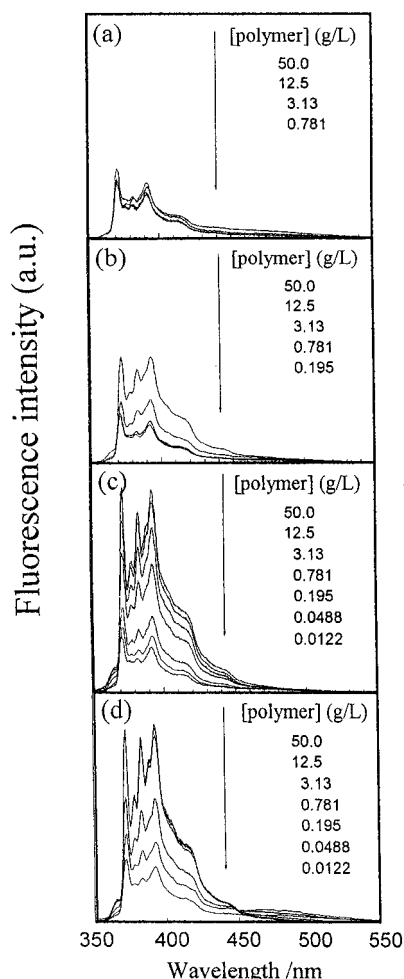 (a)
[polymer] (g/L)
50.0
12.5
3.13
0.781
(b)
[polymer] (g/L)
50.0
12.5
3.13
0.781
0.195
(c)
[polymer] (g/L)
50.0
12.5
3.13
0.781
0.195
0.0488
0.0122
(d)
[polymer] (g/L)
50.0
12.5
3.13
0.781
0.195
0.0488
0.0122
350 400 450 500 550
Wavelength /nm
Fluorescence intensity (a.u.)